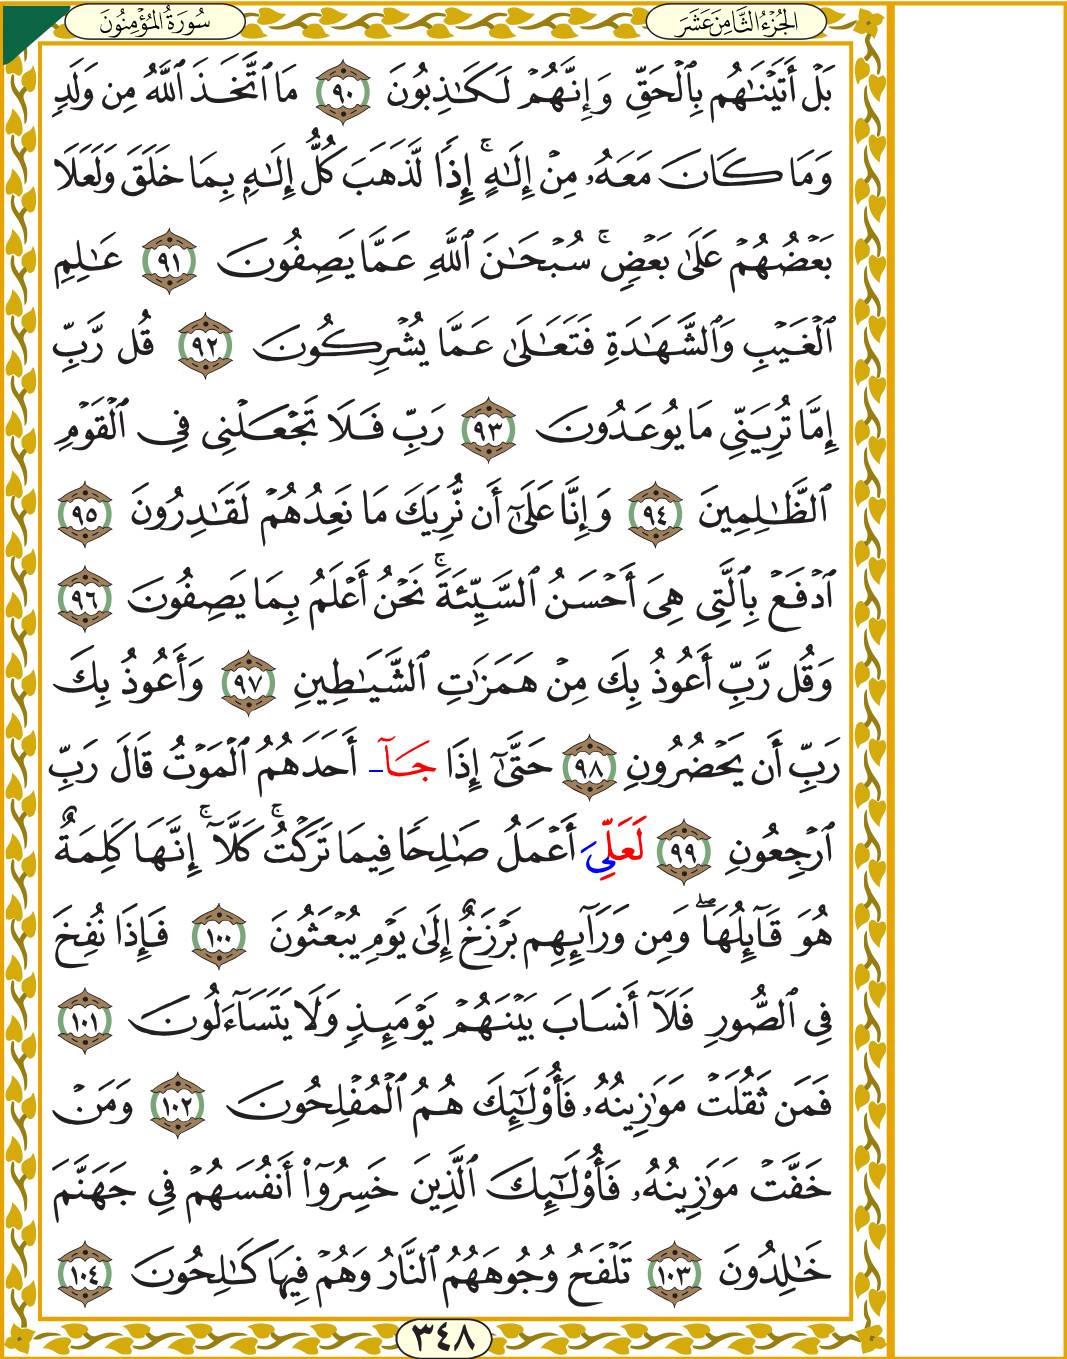 الجُزْءُ الثَّامِنَ عَشَرَ
سُورَةُ المُؤْمِنُونَ
بَلْ أَتَيْنَٰهُم بِٱلْحَقِّ وَإِنَّهُمْ لَكَٰذِبُونَ ٩٠ مَا ٱتَّخَذَ ٱللَّهُ مِن وَلَدٍ
وَمَا كَانَ مَعَهُۥ مِنْ إِلَٰهٍ ۚ إِذًا لَّذَهَبَ كُلُّ إِلَٰهٍ بِمَا خَلَقَ وَلَعَلَا
بَعْضُهُمْ عَلَىٰ بَعْضٍ ۚ سُبْحَٰنَ ٱللَّهِ عَمَّا يَصِفُونَ ٩١ عَٰلِمِ
ٱلْغَيْبِ وَٱلشَّهَٰدَةِ فَتَعَٰلَىٰ عَمَّا يُشْرِكُونَ ٩٢ قُل رَّبِّ
إِمَّا تُرِيَنِّي مَا يُوعَدُونَ ٩٣ رَبِّ فَلَا تَجْعَلْنِي فِي ٱلْقَوْمِ
ٱلظَّٰلِمِينَ ٩٤ وَإِنَّا عَلَىٰٓ أَن نُّرِيَكَ مَا نَعِدُهُمْ لَقَٰدِرُونَ ٩٥
ٱدْفَعْ بِٱلَّتِي هِيَ أَحْسَنُ ٱلسَّيِّئَةَ ۚ نَحْنُ أَعْلَمُ بِمَا يَصِفُونَ ٩٦
وَقُل رَّبِّ أَعُوذُ بِكَ مِنْ هَمَزَٰتِ ٱلشَّيَٰطِينِ ٩٧ وَأَعُوذُ بِكَ
رَبِّ أَن يَحْضُرُونِ ٩٨ حَتَّىٰٓ إِذَا جَآ أَحَدَهُمُ ٱلْمَوْتُ قَالَ رَبِّ
ٱرْجِعُونِ ٩٩ لَعَلِّيَ أَعْمَلُ صَٰلِحًا فِيمَا تَرَكْتُ ۚ كَلَّآ ۚ إِنَّهَا كَلِمَةٌ
هُوَ قَآئِلُهَا ۖ وَمِن وَرَآئِهِم بَرْزَخٌ إِلَىٰ يَوْمِ يُبْعَثُونَ ١٠٠ فَإِذَا نُفِخَ
فِي ٱلصُّورِ فَلَآ أَنسَابَ بَيْنَهُمْ يَوْمَئِذٍ وَلَا يَتَسَآءَلُونَ ١٠١
فَمَن ثَقُلَتْ مَوَٰزِينُهُۥ فَأُو۟لَٰٓئِكَ هُمُ ٱلْمُفْلِحُونَ ١٠٢ وَمَنْ
خَفَّتْ مَوَٰزِينُهُۥ فَأُو۟لَٰٓئِكَ ٱلَّذِينَ خَسِرُوٓا۟ أَنفُسَهُمْ فِي جَهَنَّمَ
خَٰلِدُونَ ١٠٣ تَلْفَحُ وُجُوهَهُمُ ٱلنَّارُ وَهُمْ فِيهَا كَٰلِحُونَ ١٠٤
٣٤٨